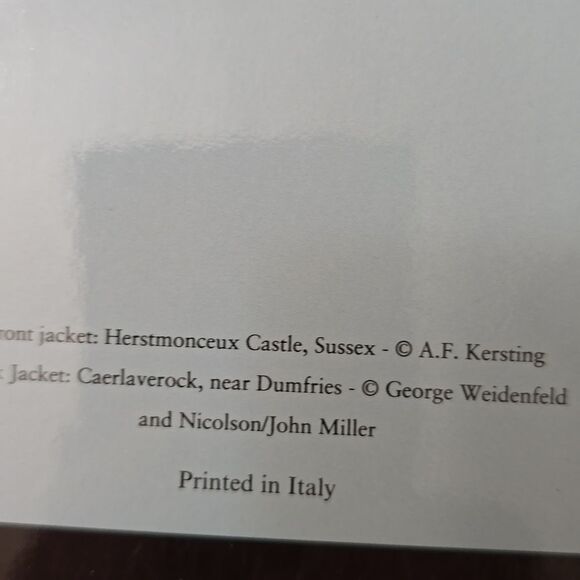 ront jacket: Herstmonceux Castle, Sussex - © A.F. Kersting
Jacket: Caerlaverock, near Dumfries - © George Weidenfeld
and Nicolson/John Miller
Printed in Italy